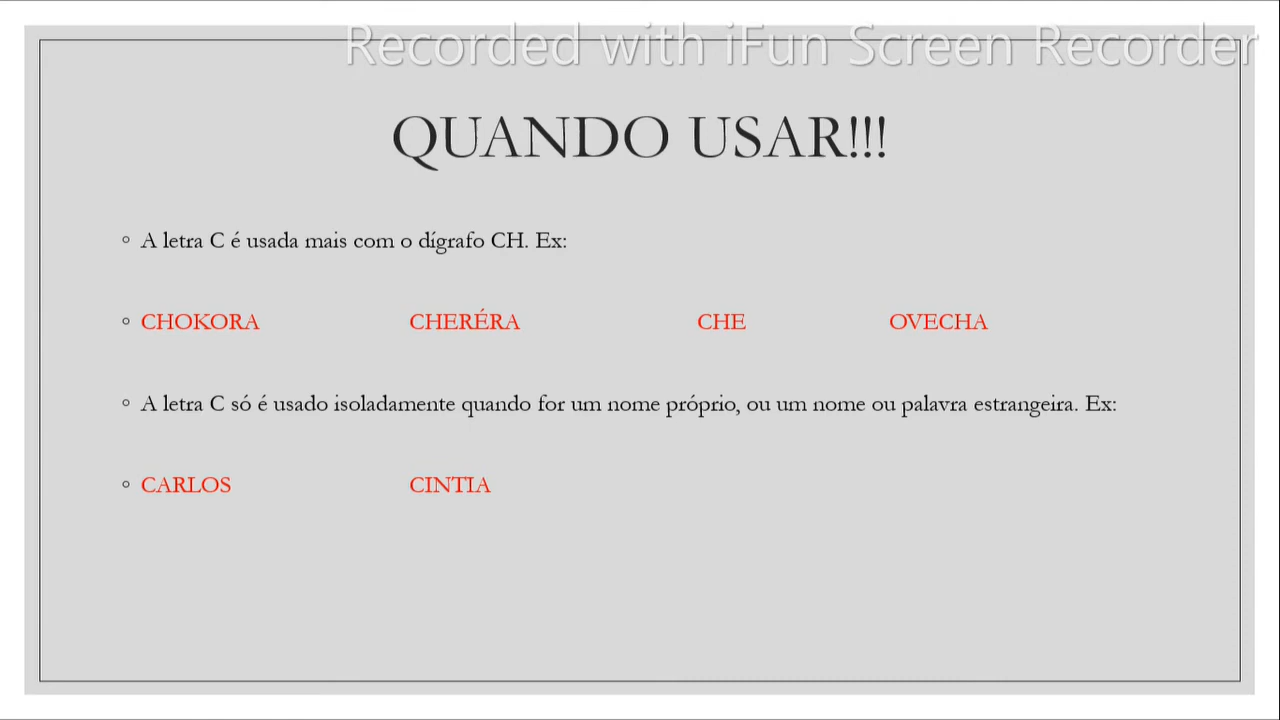 Recorded with iFun Screen Recorder
QUANDO USAR!!!
A letra C é usada mais com o dígrafo CH. Ex:
CHOKORA CHERÉRA CHE OVECHA
A letra C só é usado isoladamente quando for um nome próprio, ou um nome ou palavra estrangeira. Ex:
CARLOS CINTIA